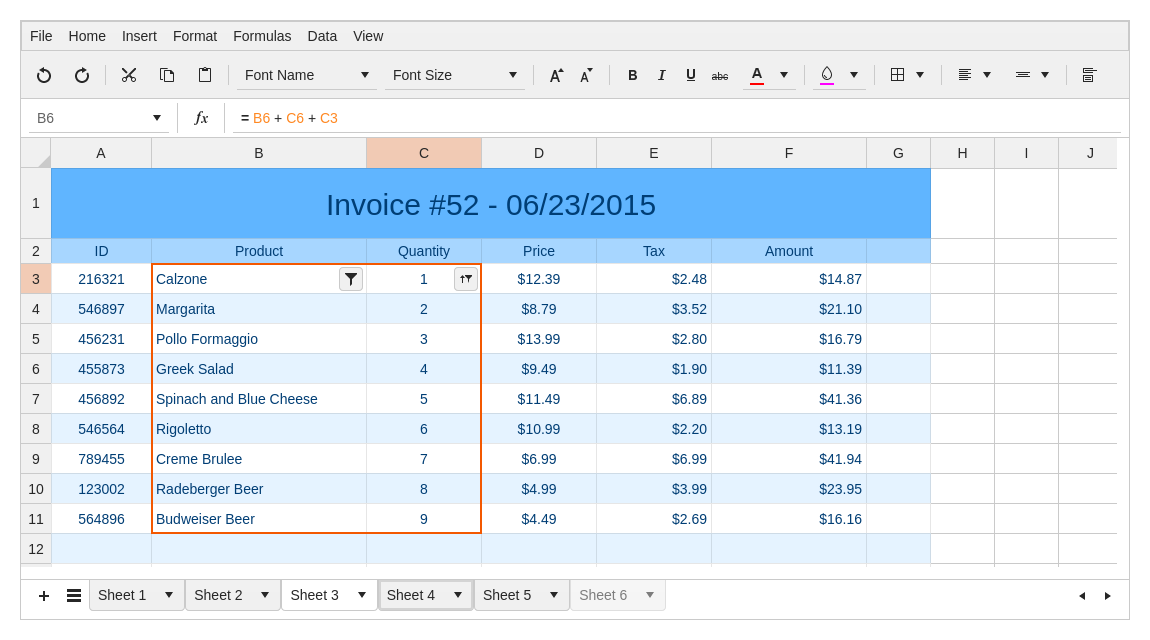 File Home Insert Format Formulas Data View
Font Name Font Size A A B I U abc A
B6 fx = B6 + C6 + C3
A B C D E F G H I J
1 Invoice #52 - 06/23/2015
2 ID Product Quantity Price Tax Amount
3 216321 Calzone 1 $12.39 $2.48 $14.87
4 546897 Margarita 2 $8.79 $3.52 $21.10
5 456231 Pollo Formaggio 3 $13.99 $2.80 $16.79
6 455873 Greek Salad 4 $9.49 $1.90 $11.39
7 456892 Spinach and Blue Cheese 5 $11.49 $6.89 $41.36
8 546564 Rigoletto 6 $10.99 $2.20 $13.19
9 789455 Creme Brulee 7 $6.99 $6.99 $41.94
10 123002 Radeberger Beer 8 $4.99 $3.99 $23.95
11 564896 Budweiser Beer 9 $4.49 $2.69 $16.16
12
Sheet 1 Sheet 2 Sheet 3 Sheet 4 Sheet 5 Sheet 6